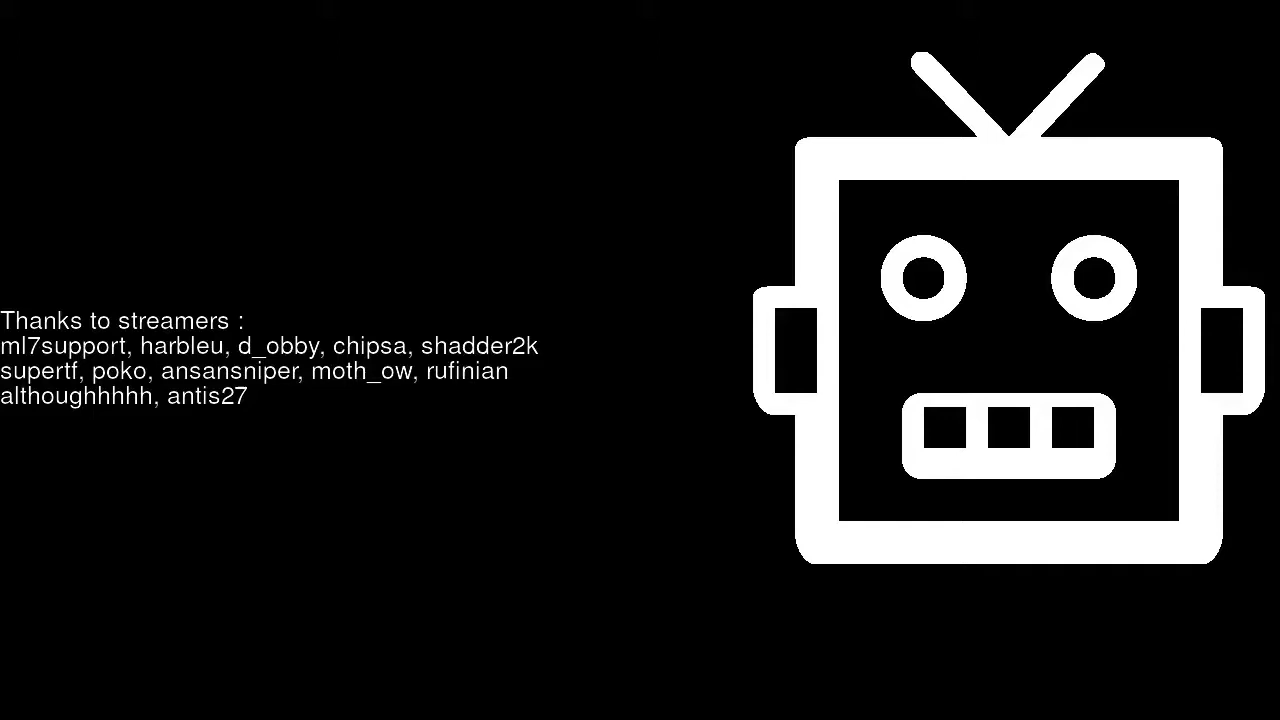 Thanks to streamers :
ml7support, harbleu, d_obby, chipsa, shadder2k
supertf, poko, ansansniper, moth_ow, rufinian
althoughhhhh, antis27